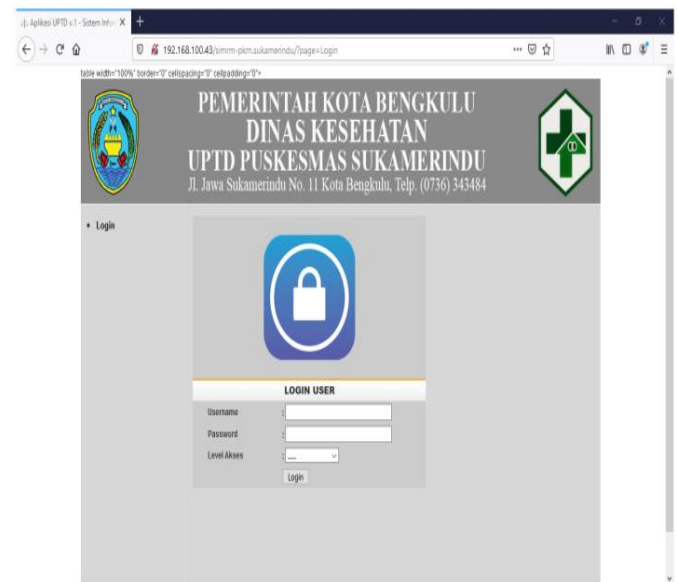 .:|:. Aplikasi UPTD v.1 - Sistem Infor
192.168.100.43/simrm-pkm.sukamerindu/?page=Login
table width="100%" border="0" cellspacing="0" cellpadding="0">
PEMERINTAH KOTA BENGKULU
DINAS KESEHATAN
UPTD PUSKESMAS SUKAMERINDU
Jl. Jawa Sukamerindu No. 11 Kota Bengkulu, Telp. (0736) 343484
• Login
LOGIN USER
Username :
Password :
Level Akses : ....
Login